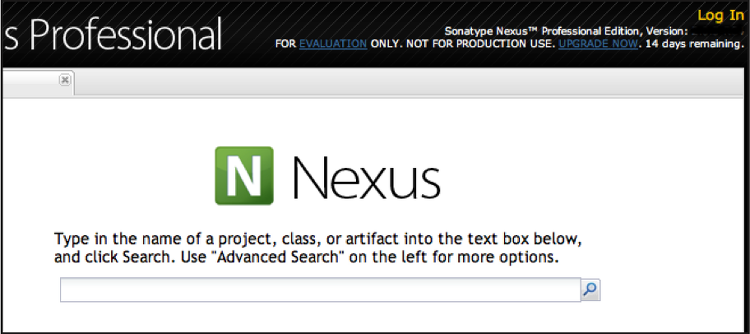 Log In
s Professional
Sonatype Nexus™ Professional Edition, Version:
FOR EVALUATION ONLY. NOT FOR PRODUCTION USE. UPGRADE NOW. 14 days remaining.
N Nexus
Type in the name of a project, class, or artifact into the text box below,
and click Search. Use "Advanced Search" on the left for more options.